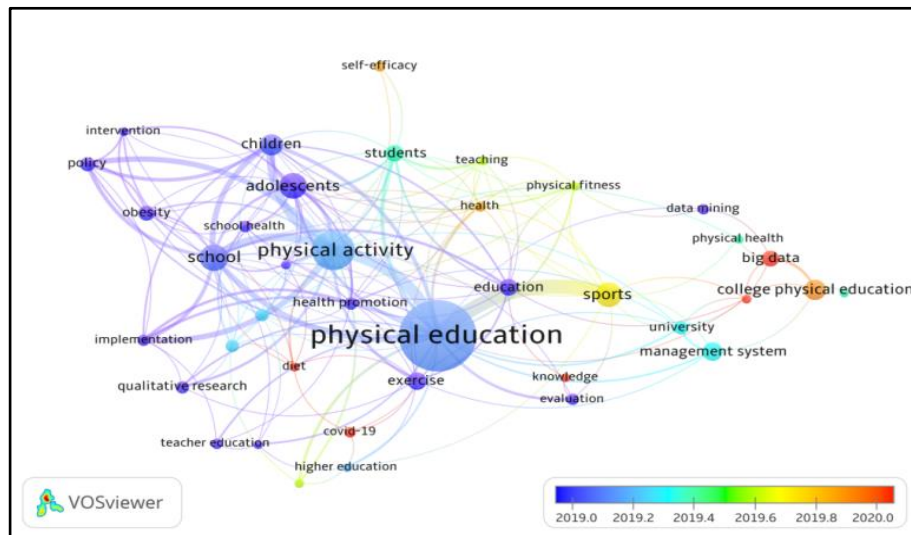 self-efficacy
intervention
children
students
policy
teaching
adolescents
physical fitness
obesity
health
data mining
school health
physical health
school
physical activity
big data
education
college physical education
health promotion
sports
physical education
university
implementation
management system
diet
exercise
knowledge
qualitative research
evaluation
covid-19
teacher education
higher education
VOSviewer
2019.0 2019.2 2019.4 2019.6 2019.8 2020.0